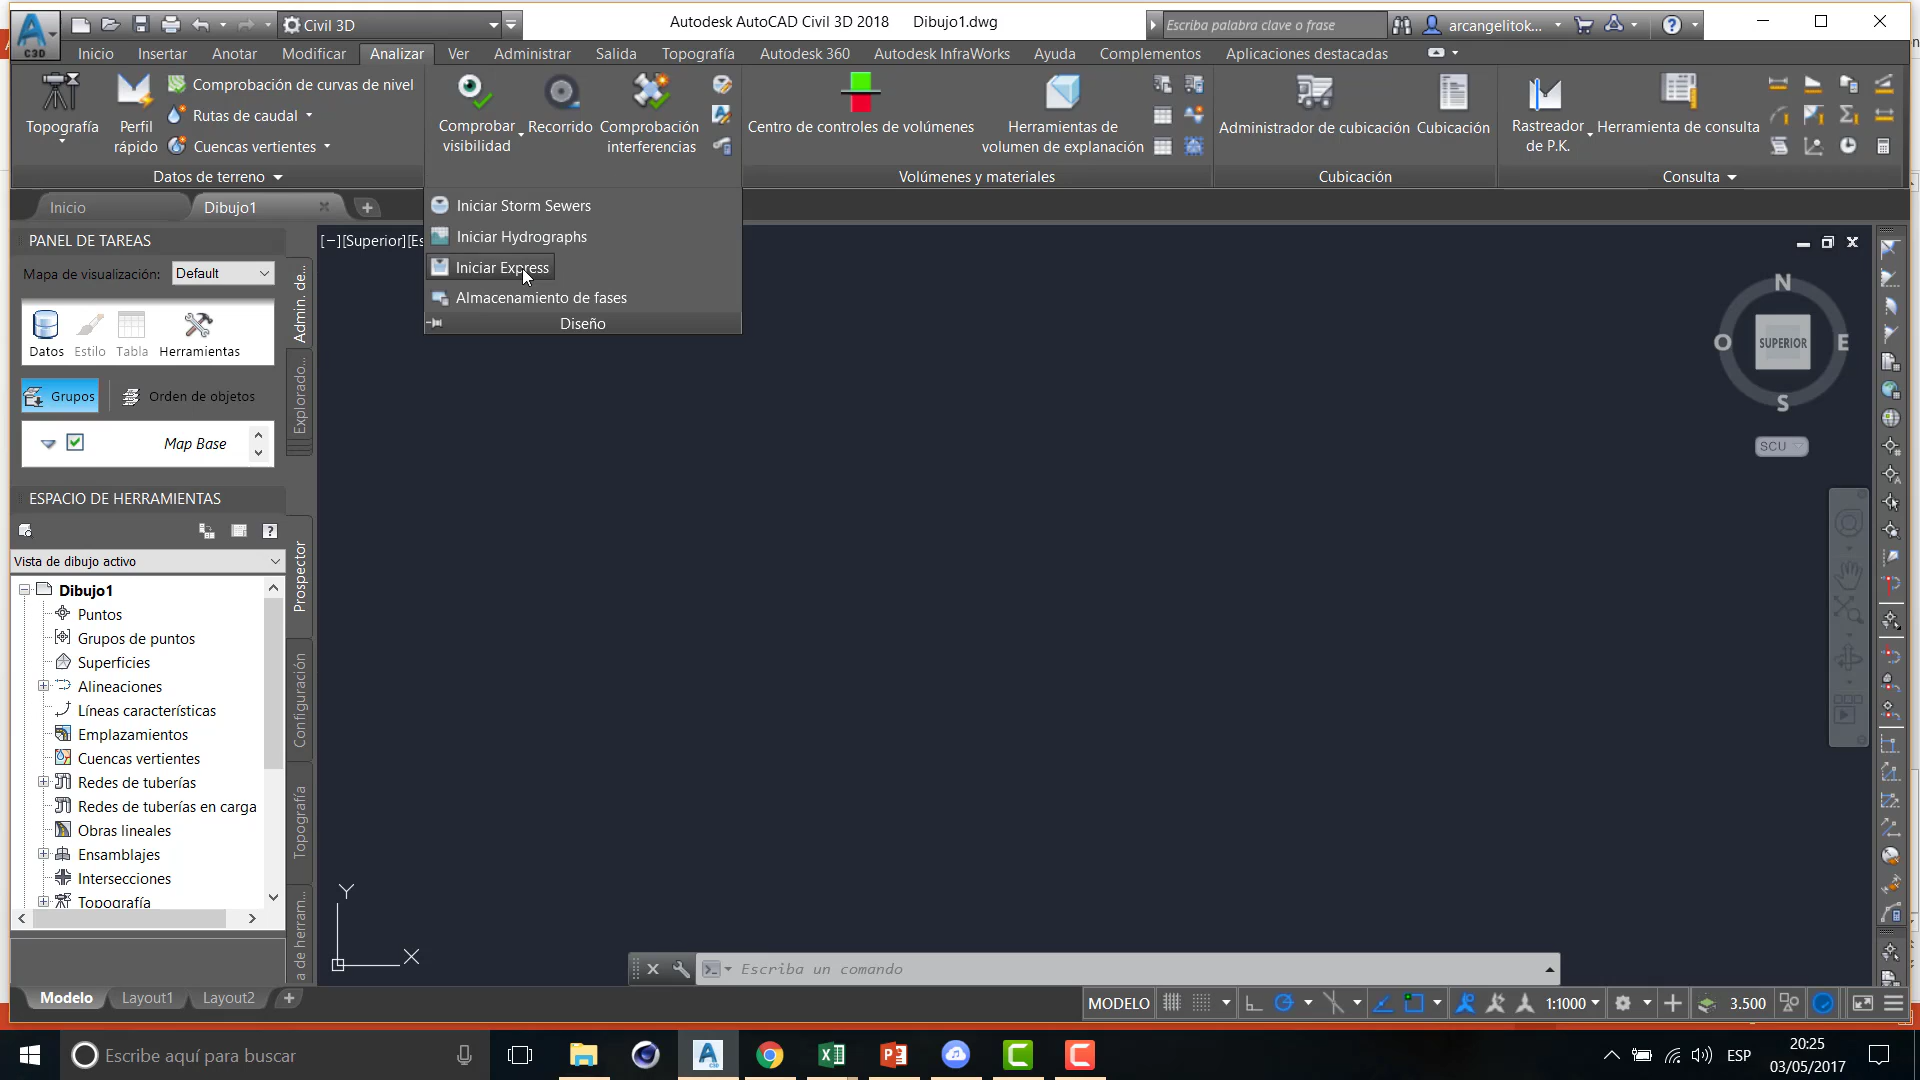 C3D
Civil 3D
Autodesk AutoCAD Civil 3D 2018 Dibujo1.dwg
Escriba palabra clave o frase
arcangelitok...
Inicio Insertar Anotar Modificar Analizar Ver Administrar Salida Topografía Autodesk 360 Autodesk InfraWorks Ayuda Complementos Aplicaciones destacadas
Topografía
Perfil
rápido
Comprobación de curvas de nivel
Rutas de caudal
Cuencas vertientes
Datos de terreno
Comprobar
visibilidad
Recorrido
Comprobación
interferencias
Centro de controles de volúmenes
Herramientas de
volumen de explanación
Volúmenes y materiales
Administrador de cubicación
Cubicación
Cubicación
Rastreador
de P.K.
Herramienta de consulta
Consulta
Inicio
Dibujo1
Iniciar Storm Sewers
Iniciar Hydrographs
Iniciar Express
Almacenamiento de fases
Diseño
[−][Superior][Es
PANEL DE TAREAS
Mapa de visualización: Default
Datos Estilo Tabla Herramientas
Grupos Orden de objetos
Map Base
Admin. de...
Explorado...
ESPACIO DE HERRAMIENTAS
Vista de dibujo activo
Dibujo1
Puntos
Grupos de puntos
Superficies
Alineaciones
Líneas características
Emplazamientos
Cuencas vertientes
Redes de tuberías
Redes de tuberías en carga
Obras lineales
Ensamblajes
Intersecciones
Topografía
Prospector
Configuración
Topografía
a de herram...
N
O SUPERIOR E
S
SCU
Y
X
Escriba un comando
Modelo Layout1 Layout2
MODELO 1:1000 3.500
Escribe aquí para buscar
ESP
20:25
03/05/2017